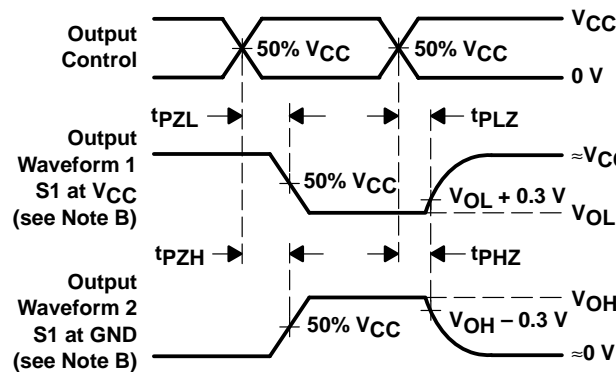 Output
Control
50% VCC
50% VCC
VCC
0 V
tPZL
tPLZ
Output
Waveform 1
S1 at VCC
(see Note B)
50% VCC
≈VCC
VOL + 0.3 V
VOL
tPZH
tPHZ
Output
Waveform 2
S1 at GND
(see Note B)
50% VCC
VOH
VOH – 0.3 V
≈0 V